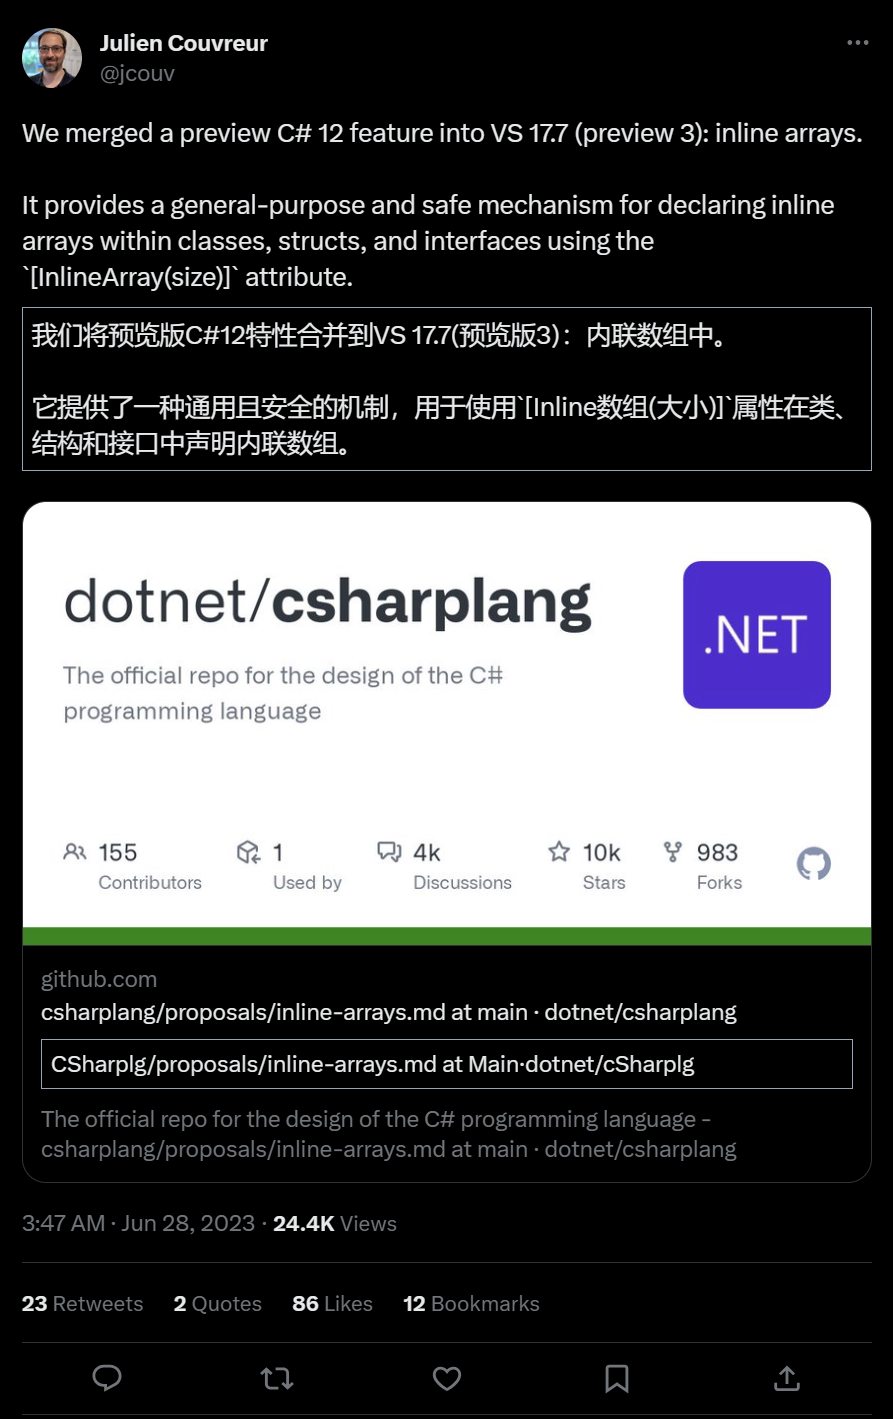 Julien Couvreur
@jcouv
We merged a preview C# 12 feature into VS 17.7 (preview 3): inline arrays.
It provides a general-purpose and safe mechanism for declaring inline
arrays within classes, structs, and interfaces using the
`[InlineArray(size)]` attribute.
我们将预览版C#12特性合并到VS 17.7(预览版3)：内联数组中。
它提供了一种通用且安全的机制，用于使用`[Inline数组(大小)]`属性在类、
结构和接口中声明内联数组。
dotnet/csharplang
.NET
The official repo for the design of the C#
programming language
155 1 4k 10k 983
Contributors Used by Discussions Stars Forks
github.com
csharplang/proposals/inline-arrays.md at main · dotnet/csharplang
CSharplg/proposals/inline-arrays.md at Main·dotnet/cSharplg
The official repo for the design of the C# programming language -
csharplang/proposals/inline-arrays.md at main · dotnet/csharplang
3:47 AM · Jun 28, 2023 · 24.4K Views
23 Retweets 2 Quotes 86 Likes 12 Bookmarks